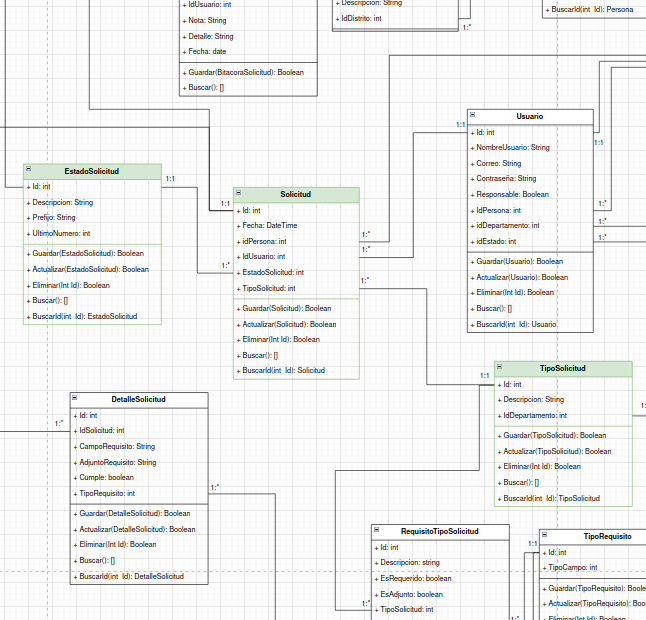 + IdUsuario: int
+ Nota: String
+ Detalle: String
+ Fecha: date
+ Guardar(BitacoraSolicitud): Boolean
+ Buscar(): []
+ Descripcion: String
+ IdDistrito: int
1:*
+ BuscarId(int Id): Persona
EstadoSolicitud
+ Id: int
+ Descripcion: String
+ Prefijo: String
+ UltimoNumero: int
+ Guardar(EstadoSolicitud): Boolean
+ Actualizar(EstadoSolicitud): Boolean
+ Eliminar(Int Id): Boolean
+ Buscar(): []
+ BuscarId(int Id): EstadoSolicitud
1:1
1:1
1:*
Solicitud
+ Id: int
+ Fecha: DateTime
+ idPersona: int
+ IdUsuario: int
+ EstadoSolicitud: int
+ TipoSolicitud: int
+ Guardar(Solicitud): Boolean
+ Actualizar(Solicitud): Boolean
+ Eliminar(Int Id): Boolean
+ Buscar(): []
+ BuscarId(int Id): Solicitud
1:*
1:*
1:*
1:1
Usuario
+ Id: int
+ NombreUsuario: String
+ Correo: String
+ Contraseña: String
+ Responsable: Boolean
+ IdPersona: int
+ idDepartamento: int
+ idEstado: int
+ Guardar(Usuario): Boolean
+ Actualizar(Usuario): Boolean
+ Eliminar(Int Id): Boolean
+ Buscar(): []
+ BuscarId(int Id): Usuario
1:1
1:*
1:*
1:*
1:1
TipoSolicitud
+ Id: int
+ Descripcion: String
+ IdDepartamento: int
+ Guardar(TipoSolicitud): Boolean
+ Actualizar(TipoSolicitud): Boolean
+ Eliminar(Int Id): Boolean
+ Buscar(): []
+ BuscarId(int Id): TipoSolicitud
1:
1:*
DetalleSolicitud
+ Id: int
+ IdSolicitud: int
+ CampoRequisito: String
+ AdjuntoRequisito: String
+ Cumple: boolean
+ TipoRequisito: int
+ Guardar(DetalleSolicitud): Boolean
+ Actualizar(DetalleSolicitud): Boolean
+ Eliminar(Int Id): Boolean
+ Buscar(): []
+ BuscarId(int Id): DetalleSolicitud
1:*
RequisitoTipoSolicitud
+ Id: int
+ Descripcion: string
+ EsRequerido: boolean
+ EsAdjunto: boolean
+ TipoSolicitud: int
1:*
1:*
1:1
TipoRequisito
+ Id: int
+ TipoCampo: int
+ Guardar(TipoRequisito): Boole
+ Actualizar(TipoRequisito): Boo
+ Eliminar(Int Id): Boolean